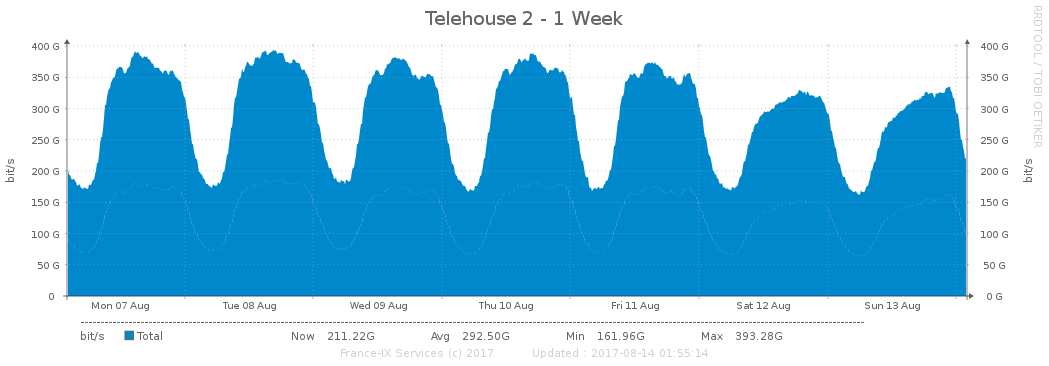 Telehouse 2 - 1 Week
RRDTOOL / TOBI OETIKER
bit/s
400 G 400 G
350 G 350 G
300 G 300 G
250 G 250 G
200 G 200 G
150 G 150 G
100 G 100 G
50 G 50 G
0 0 G
bit/s
Mon 07 Aug Tue 08 Aug Wed 09 Aug Thu 10 Aug Fri 11 Aug Sat 12 Aug Sun 13 Aug
bit/s Total Now 211.22G Avg 292.50G Min 161.96G Max 393.28G
France-IX Services (c) 2017 Updated : 2017-08-14 01:55:14